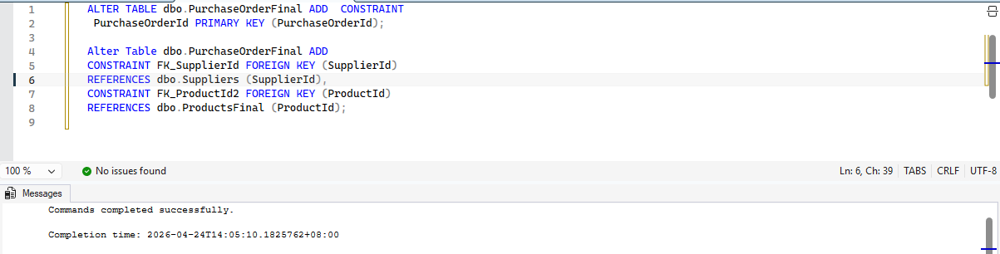 1 ALTER TABLE dbo.PurchaseOrderFinal ADD  CONSTRAINT
2  PurchaseOrderId PRIMARY KEY (PurchaseOrderId);
3
4 Alter Table dbo.PurchaseOrderFinal ADD
5 CONSTRAINT FK_SupplierId FOREIGN KEY (SupplierId)
6 REFERENCES dbo.Suppliers (SupplierId),
7 CONSTRAINT FK_ProductId2 FOREIGN KEY (ProductId)
8 REFERENCES dbo.ProductsFinal (ProductId);
9
100 % No issues found Ln: 6, Ch: 39 TABS CRLF UTF-8
Messages
Commands completed successfully.
Completion time: 2026-04-24T14:05:10.1825762+08:00